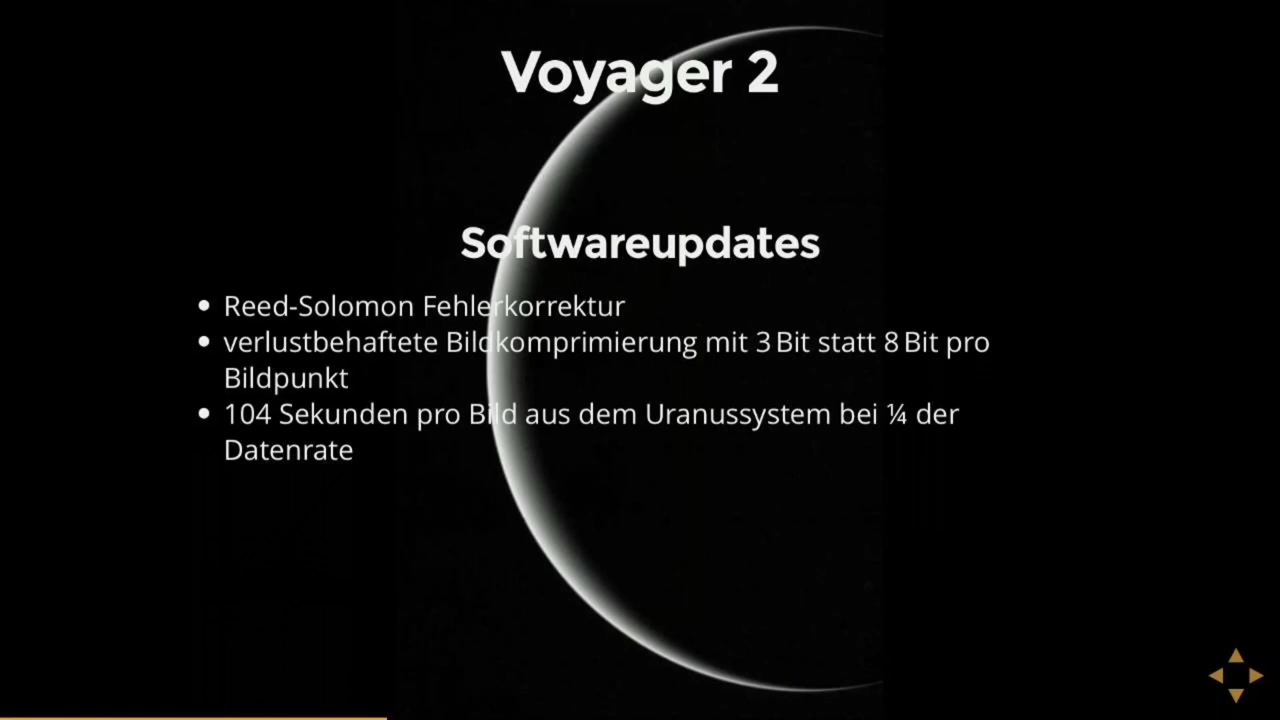 Voyager 2
Softwareupdates
• Reed-Solomon Fehlerkorrektur
• verlustbehaftete Bildkomprimierung mit 3 Bit statt 8 Bit pro
Bildpunkt
• 104 Sekunden pro Bild aus dem Uranussystem bei ¼ der
Datenrate